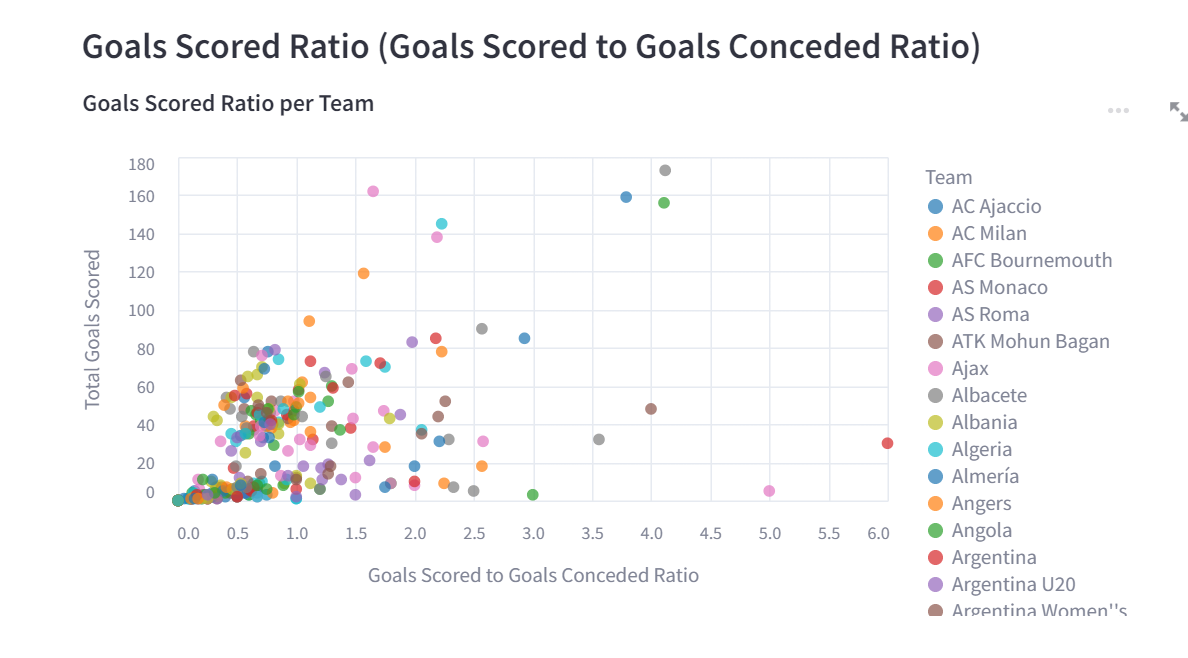 Goals Scored Ratio (Goals Scored to Goals Conceded Ratio)
Goals Scored Ratio per Team
180
160
140
120
100
80
60
40
20
0
Total Goals Scored
0.0 0.5 1.0 1.5 2.0 2.5 3.0 3.5 4.0 4.5 5.0 5.5 6.0
Goals Scored to Goals Conceded Ratio
Team
AC Ajaccio
AC Milan
AFC Bournemouth
AS Monaco
AS Roma
ATK Mohun Bagan
Ajax
Albacete
Albania
Algeria
Almería
Angers
Angola
Argentina
Argentina U20
Argentina Women''s